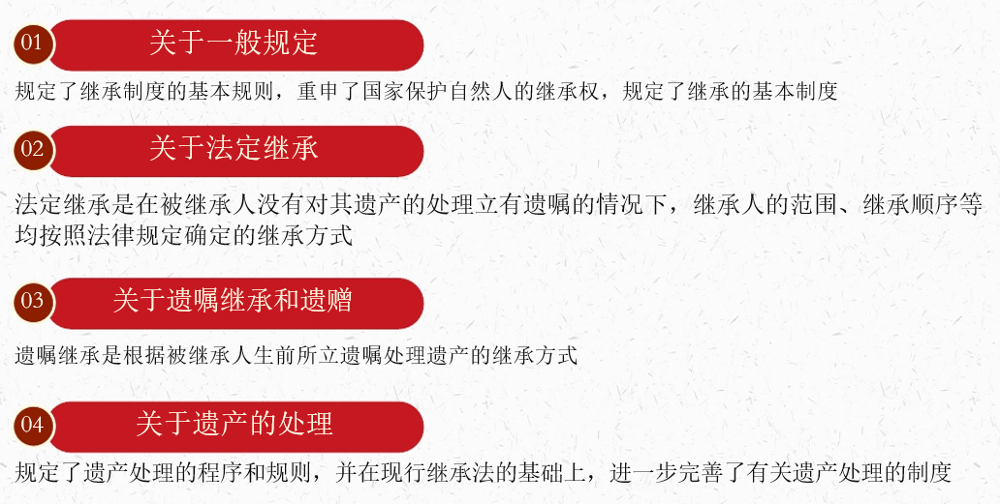 01 关于一般规定
规定了继承制度的基本规则，重申了国家保护自然人的继承权，规定了继承的基本制度
02 关于法定继承
法定继承是在被继承人没有对其遗产的处理立有遗嘱的情况下，继承人的范围、继承顺序等
均按照法律规定确定的继承方式
03 关于遗嘱继承和遗赠
遗嘱继承是根据被继承人生前所立遗嘱处理遗产的继承方式
04 关于遗产的处理
规定了遗产处理的程序和规则，并在现行继承法的基础上，进一步完善了有关遗产处理的制度